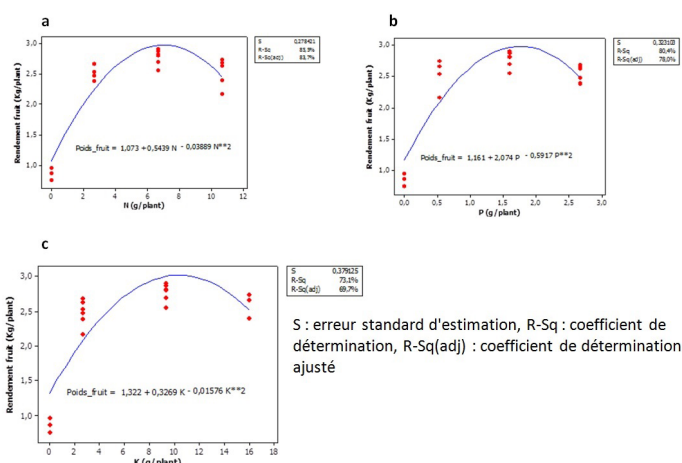 a
S 0,278421
R-Sq 85,9%
R-Sq(adj) 83,7%
Rendement fruit (Kg/plant)
3,0
2,5
2,0
1,5
1,0
Poids_fruit = 1,073 + 0,5439 N - 0,03889 N**2
0 2 4 6 8 10 12
N (g/plant)
b
S 0,323103
R-Sq 80,4%
R-Sq(adj) 78,0%
Rendement fruit (Kg/plant)
3,0
2,5
2,0
1,5
1,0
Poids_fruit = 1,161 + 2,074 P - 0,5917 P**2
0,0 0,5 1,0 1,5 2,0 2,5 3,0
P (g/plant)
c
S 0,379125
R-Sq 73,1%
R-Sq(adj) 69,7%
Rendement fruit (Kg/plant)
3,0
2,5
2,0
1,5
1,0
Poids_fruit = 1,322 + 0,3269 K - 0,01576 K**2
0 2 4 6 8 10 12 14 16 18
K (g/plant)
S : erreur standard d'estimation, R-Sq : coefficient de
détermination, R-Sq(adj) : coefficient de détermination
ajusté